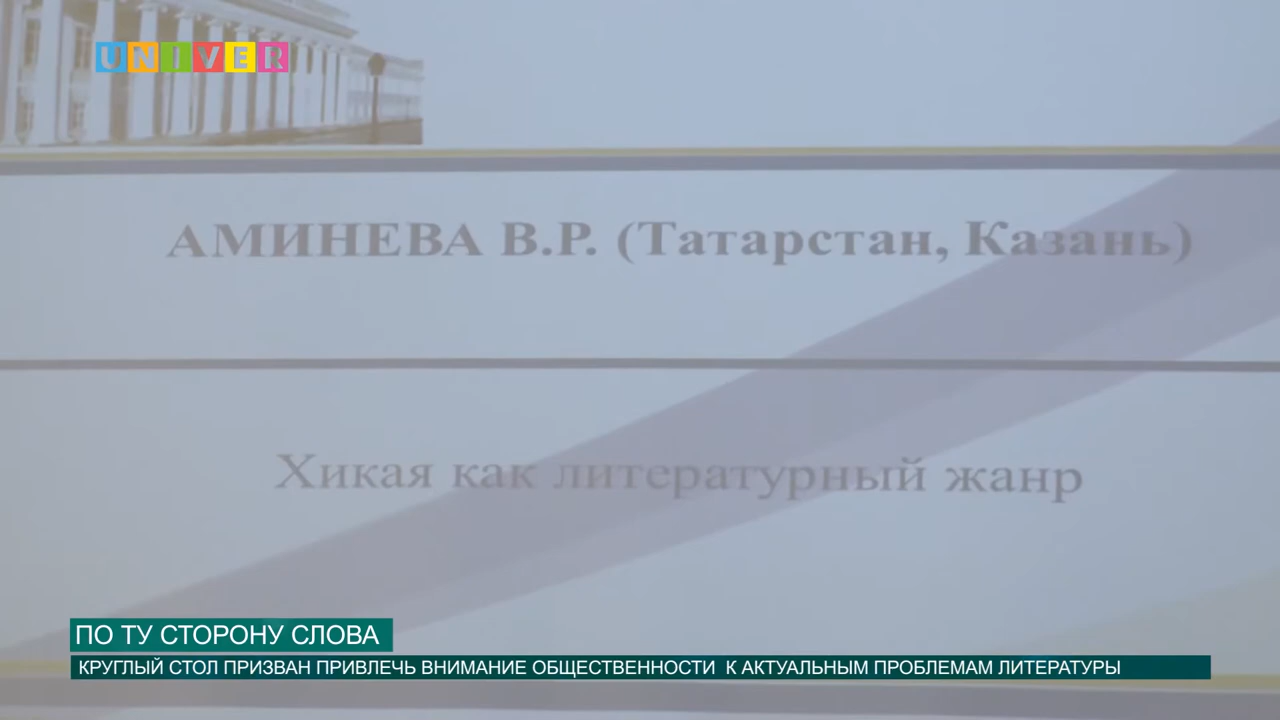 UNIVER
АМИНЕВА В.Р. (Татарстан, Казань)
Хикая как литературный жанр
ПО ТУ СТОРОНУ СЛОВА
КРУГЛЫЙ СТОЛ ПРИЗВАН ПРИВЛЕЧЬ ВНИМАНИЕ ОБЩЕСТВЕННОСТИ К АКТУАЛЬНЫМ ПРОБЛЕМАМ ЛИТЕРАТУРЫ